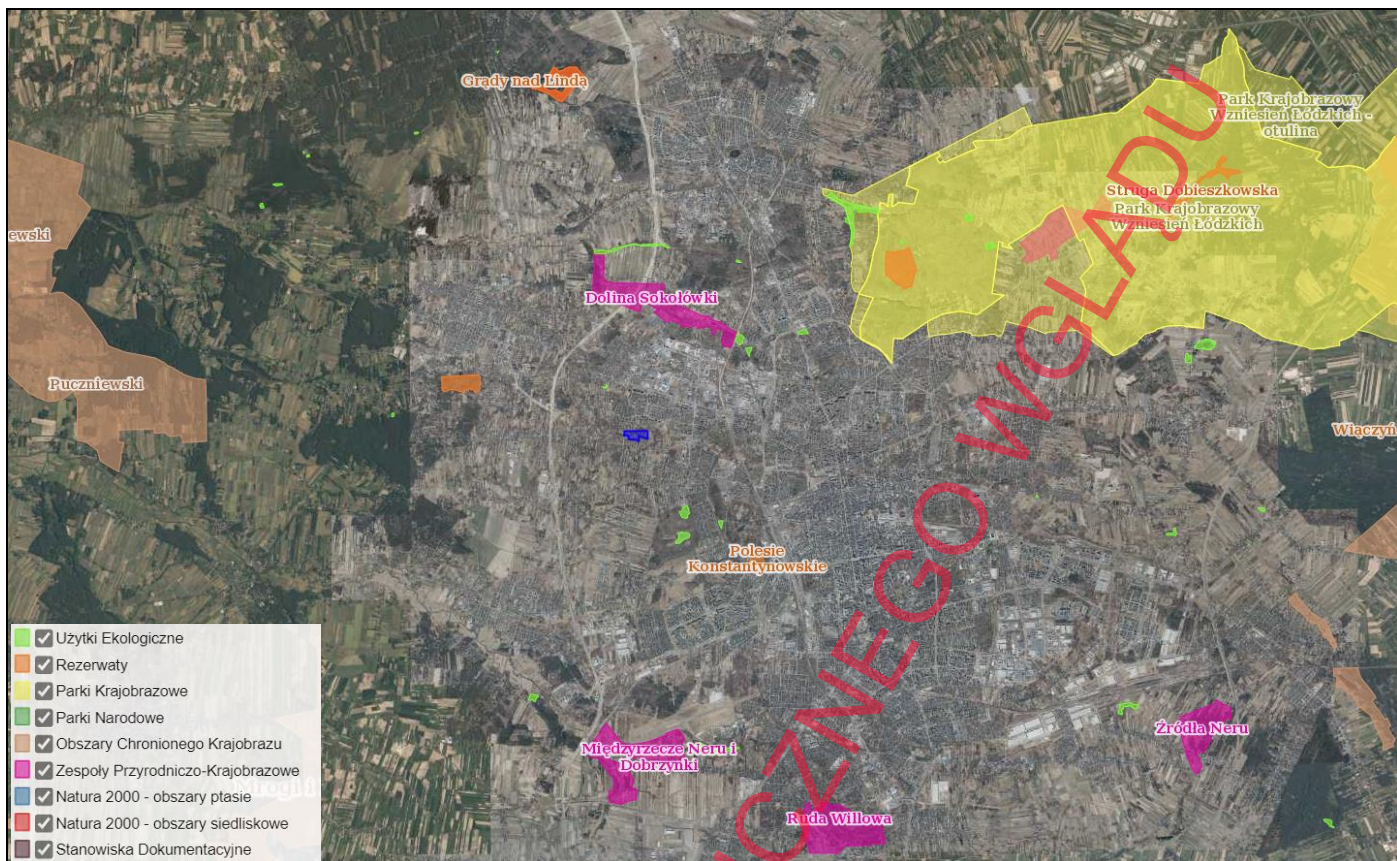 Grądy nad Lindą
Park Krajobrazowy
Wzniesień Łódzkich -
otulina
Struga Dobieszkowska
Park Krajobrazowy
Wzniesień Łódzkich
ewski
Dolina Sokołówki
Puczniewski
Wiączyń
Polesie
Konstantynowskie
Międzyrzecze Neru i
Dobrzynki
Źródła Neru
Ruda Willowa
ZNEGO WGLĄDU
Użytki Ekologiczne
Rezerwaty
Parki Krajobrazowe
Parki Narodowe
Obszary Chronionego Krajobrazu
Zespoły Przyrodniczo-Krajobrazowe
Natura 2000 - obszary ptasie
Natura 2000 - obszary siedliskowe
Stanowiska Dokumentacyjne